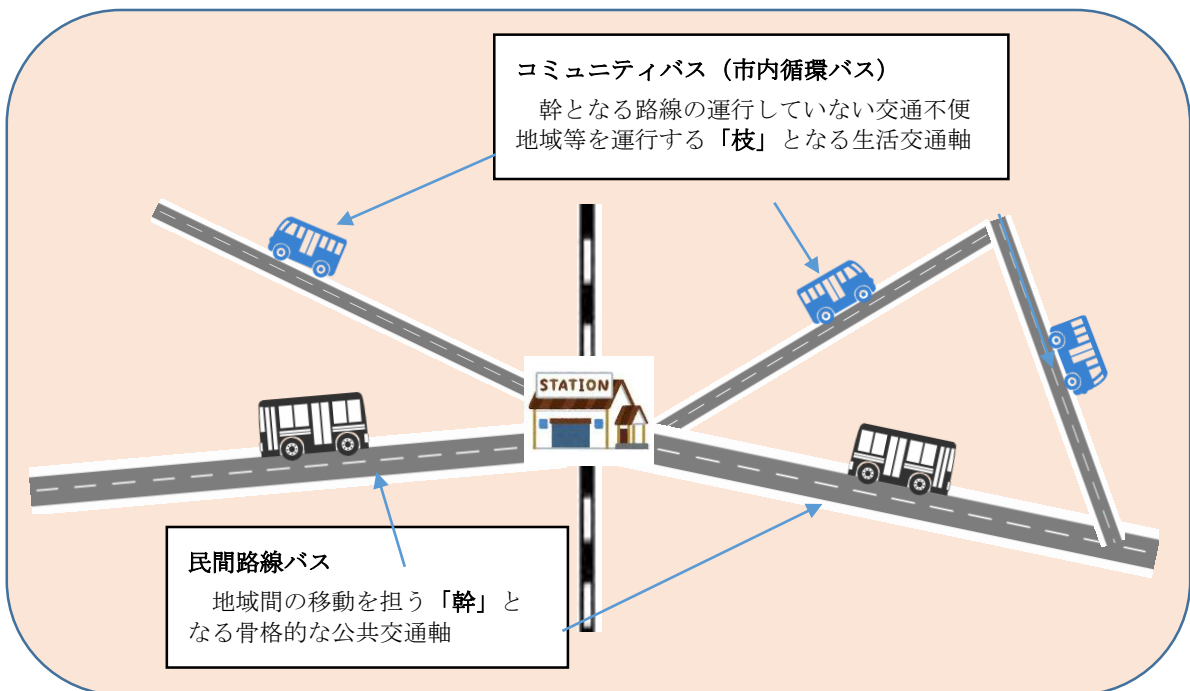 コミュニティバス（市内循環バス）
幹となる路線の運行していない交通不便
地域等を運行する「枝」となる生活交通軸
STATION
民間路線バス
地域間の移動を担う「幹」と
なる骨格的な公共交通軸